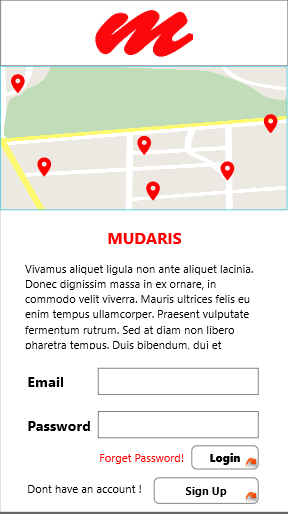 m
MUDARIS
Vivamus aliquet ligula non ante aliquet lacinia.
Donec dignissim massa in ex ornare, in
commodo velit viverra. Mauris ultrices felis eu
enim tempus ullamcorper. Praesent vulputate
fermentum rutrum. Sed at diam non libero
pharetra tempus. Duis bibendum, dui et
Email
Password
Forget Password!
Login
Dont have an account !
Sign Up